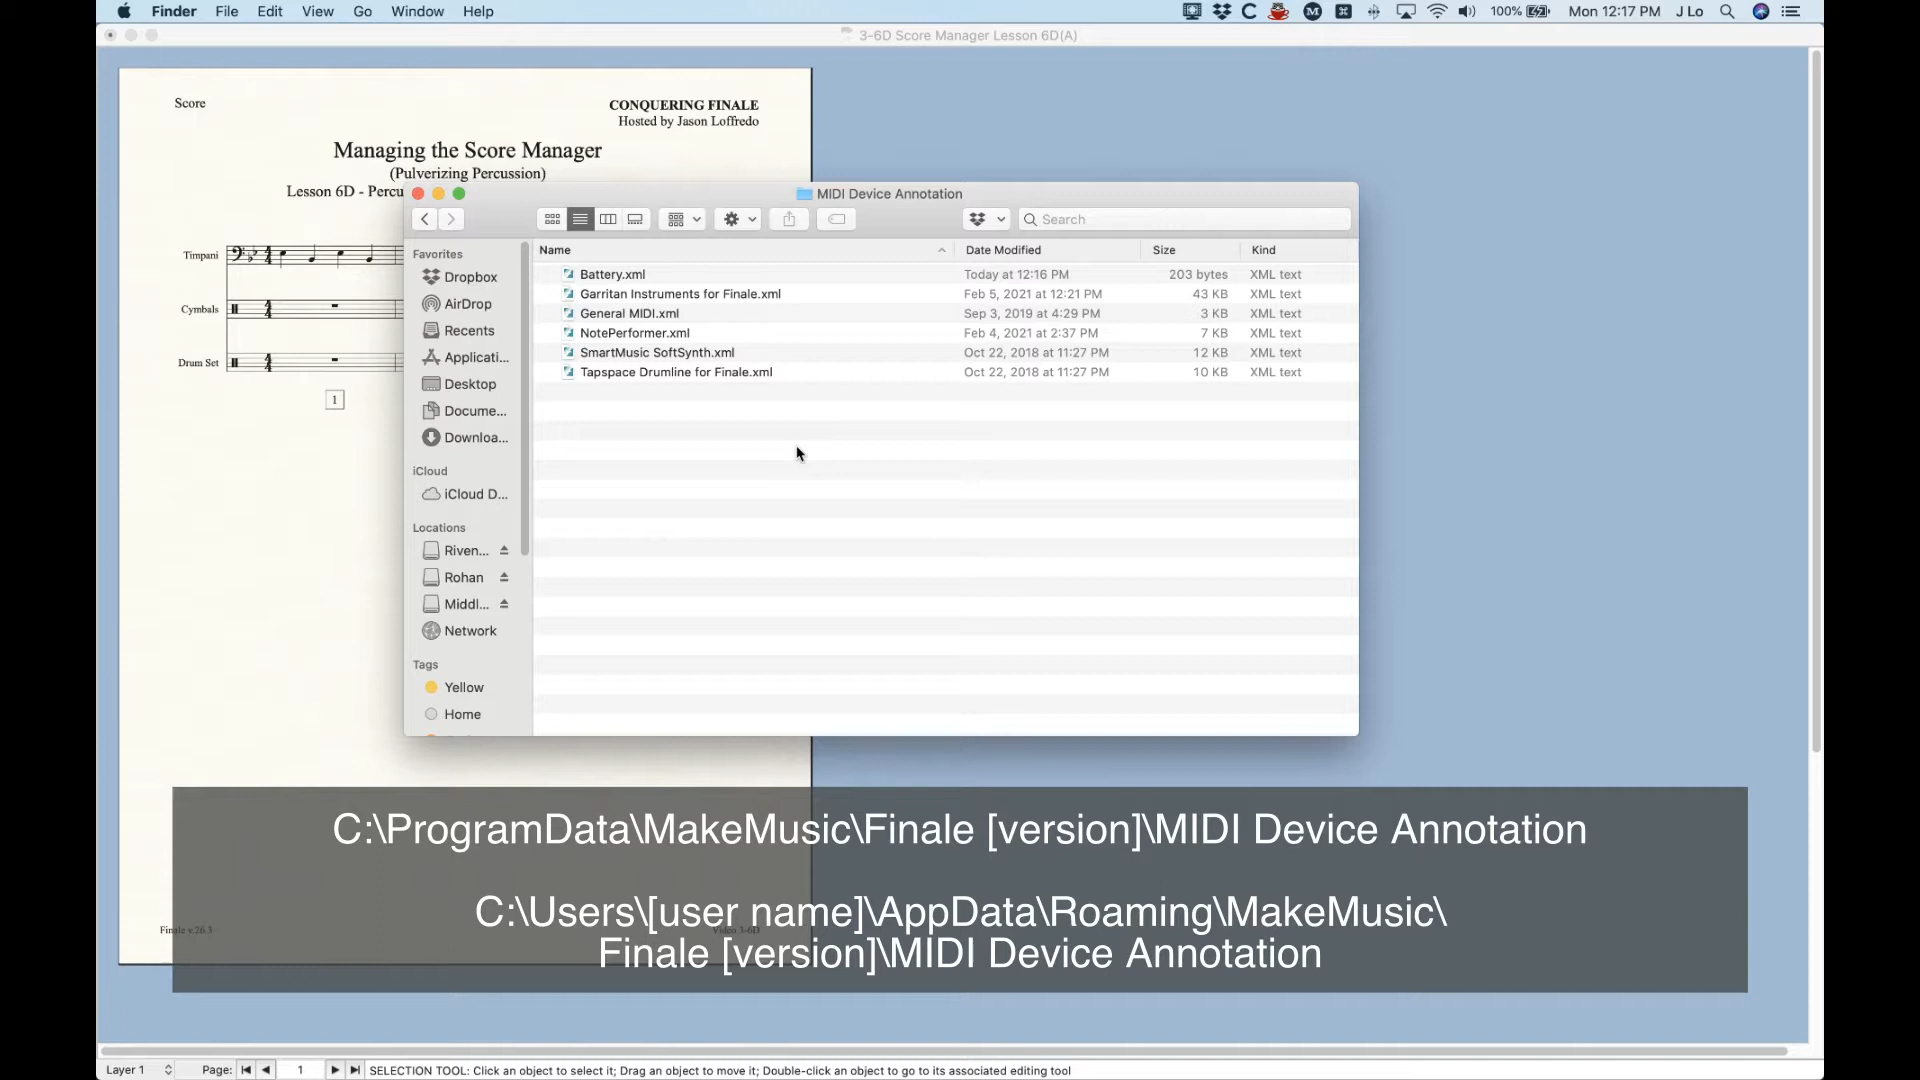 Finder File Edit View Go Window Help 100% Mon 12:17 PM J Lo
3-6D Score Manager Lesson 6D(A)
Score
CONQUERING FINALE
Hosted by Jason Loffredo
Managing the Score Manager
(Pulverizing Percussion)
Lesson 6D - Percu
Timpani
Cymbals
Drum Set
1
MIDI Device Annotation
Search
Favorites
Dropbox
AirDrop
Recents
Applicati...
Desktop
Docume...
Downloa...
iCloud
iCloud D...
Locations
Riven...
Rohan
Middl...
Network
Tags
Yellow
Home
Name Date Modified Size Kind
Battery.xml Today at 12:16 PM 203 bytes XML text
Garritan Instruments for Finale.xml Feb 5, 2021 at 12:21 PM 43 KB XML text
General MIDI.xml Sep 3, 2019 at 4:29 PM 3 KB XML text
NotePerformer.xml Feb 4, 2021 at 2:37 PM 7 KB XML text
SmartMusic SoftSynth.xml Oct 22, 2018 at 11:27 PM 12 KB XML text
Tapspace Drumline for Finale.xml Oct 22, 2018 at 11:27 PM 10 KB XML text
C:\ProgramData\MakeMusic\Finale [version]\MIDI Device Annotation
C:\Users\[user name]\AppData\Roaming\MakeMusic\
Finale [version]\MIDI Device Annotation
Finale v.26.3 Video 3-6D
Layer 1 Page: 1 SELECTION TOOL: Click an object to select it; Drag an object to move it; Double-click an object to go to its associated editing tool